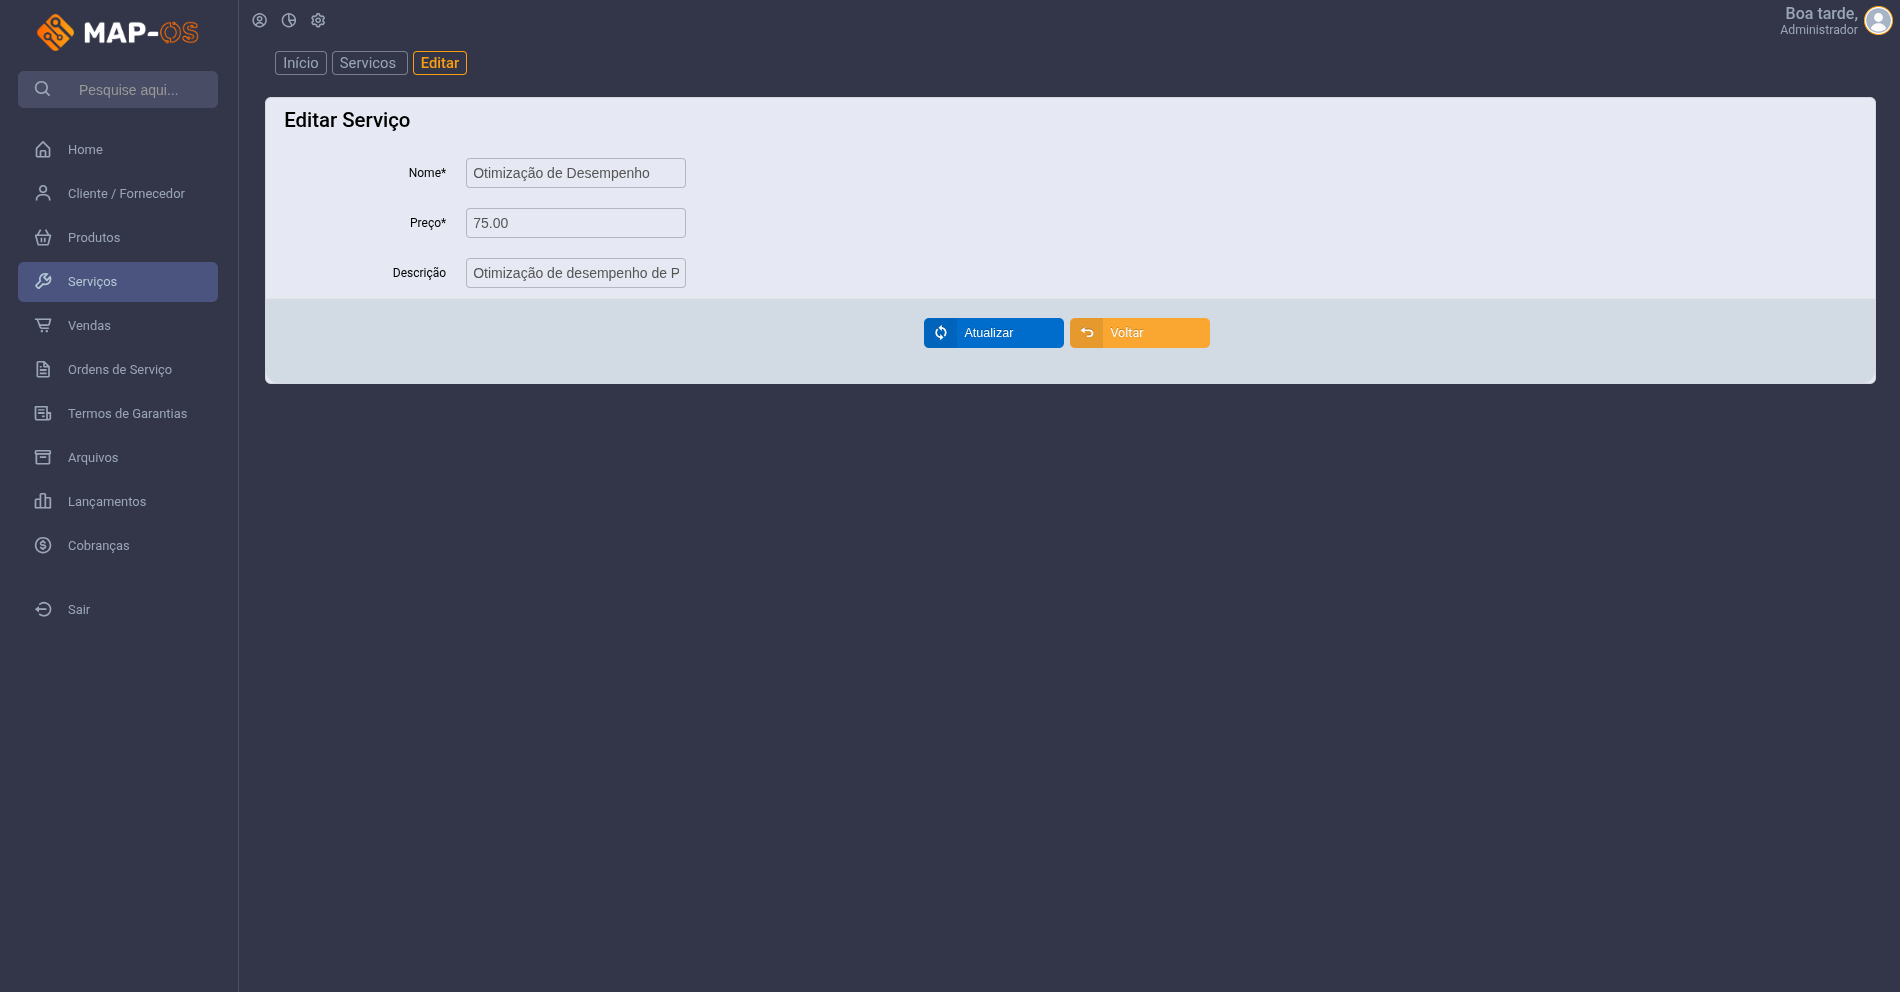 MAP-OS
Boa tarde,
Administrador
Pesquise aqui...
Início
Servicos
Editar
Home
Cliente / Fornecedor
Produtos
Serviços
Vendas
Ordens de Serviço
Termos de Garantias
Arquivos
Lançamentos
Cobranças
Sair
Editar Serviço
Nome* Otimização de Desempenho
Preço* 75.00
Descrição Otimização de desempenho de P
Atualizar
Voltar